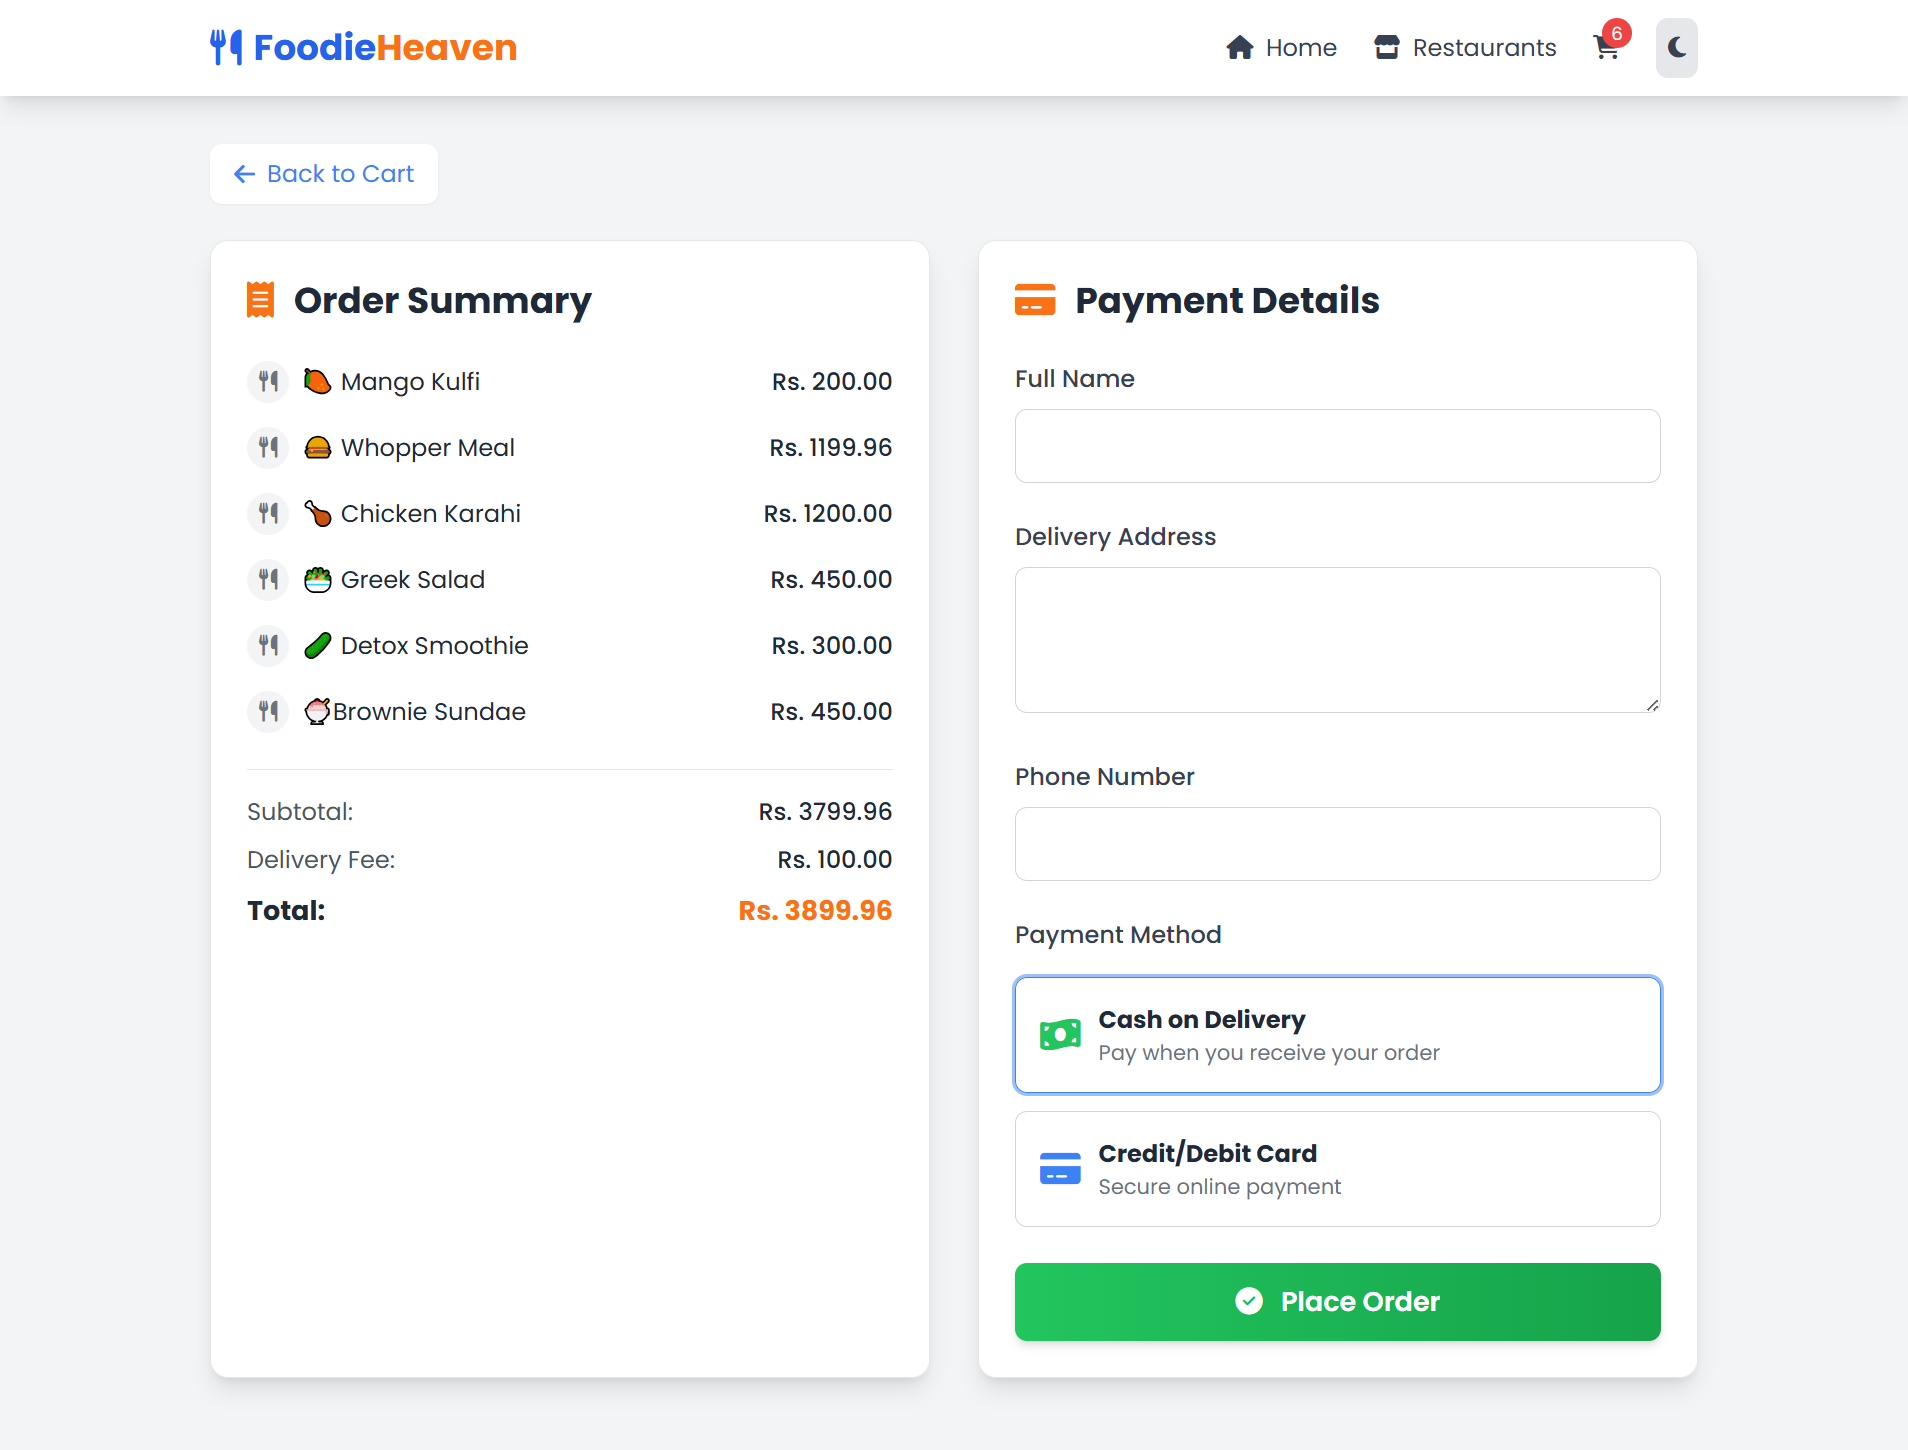 FoodieHeaven
Home
Restaurants
6
Back to Cart
Order Summary
Mango Kulfi Rs. 200.00
Whopper Meal Rs. 1199.96
Chicken Karahi Rs. 1200.00
Greek Salad Rs. 450.00
Detox Smoothie Rs. 300.00
Brownie Sundae Rs. 450.00
Subtotal: Rs. 3799.96
Delivery Fee: Rs. 100.00
Total: Rs. 3899.96
Payment Details
Full Name
Delivery Address
Phone Number
Payment Method
Cash on Delivery
Pay when you receive your order
Credit/Debit Card
Secure online payment
Place Order